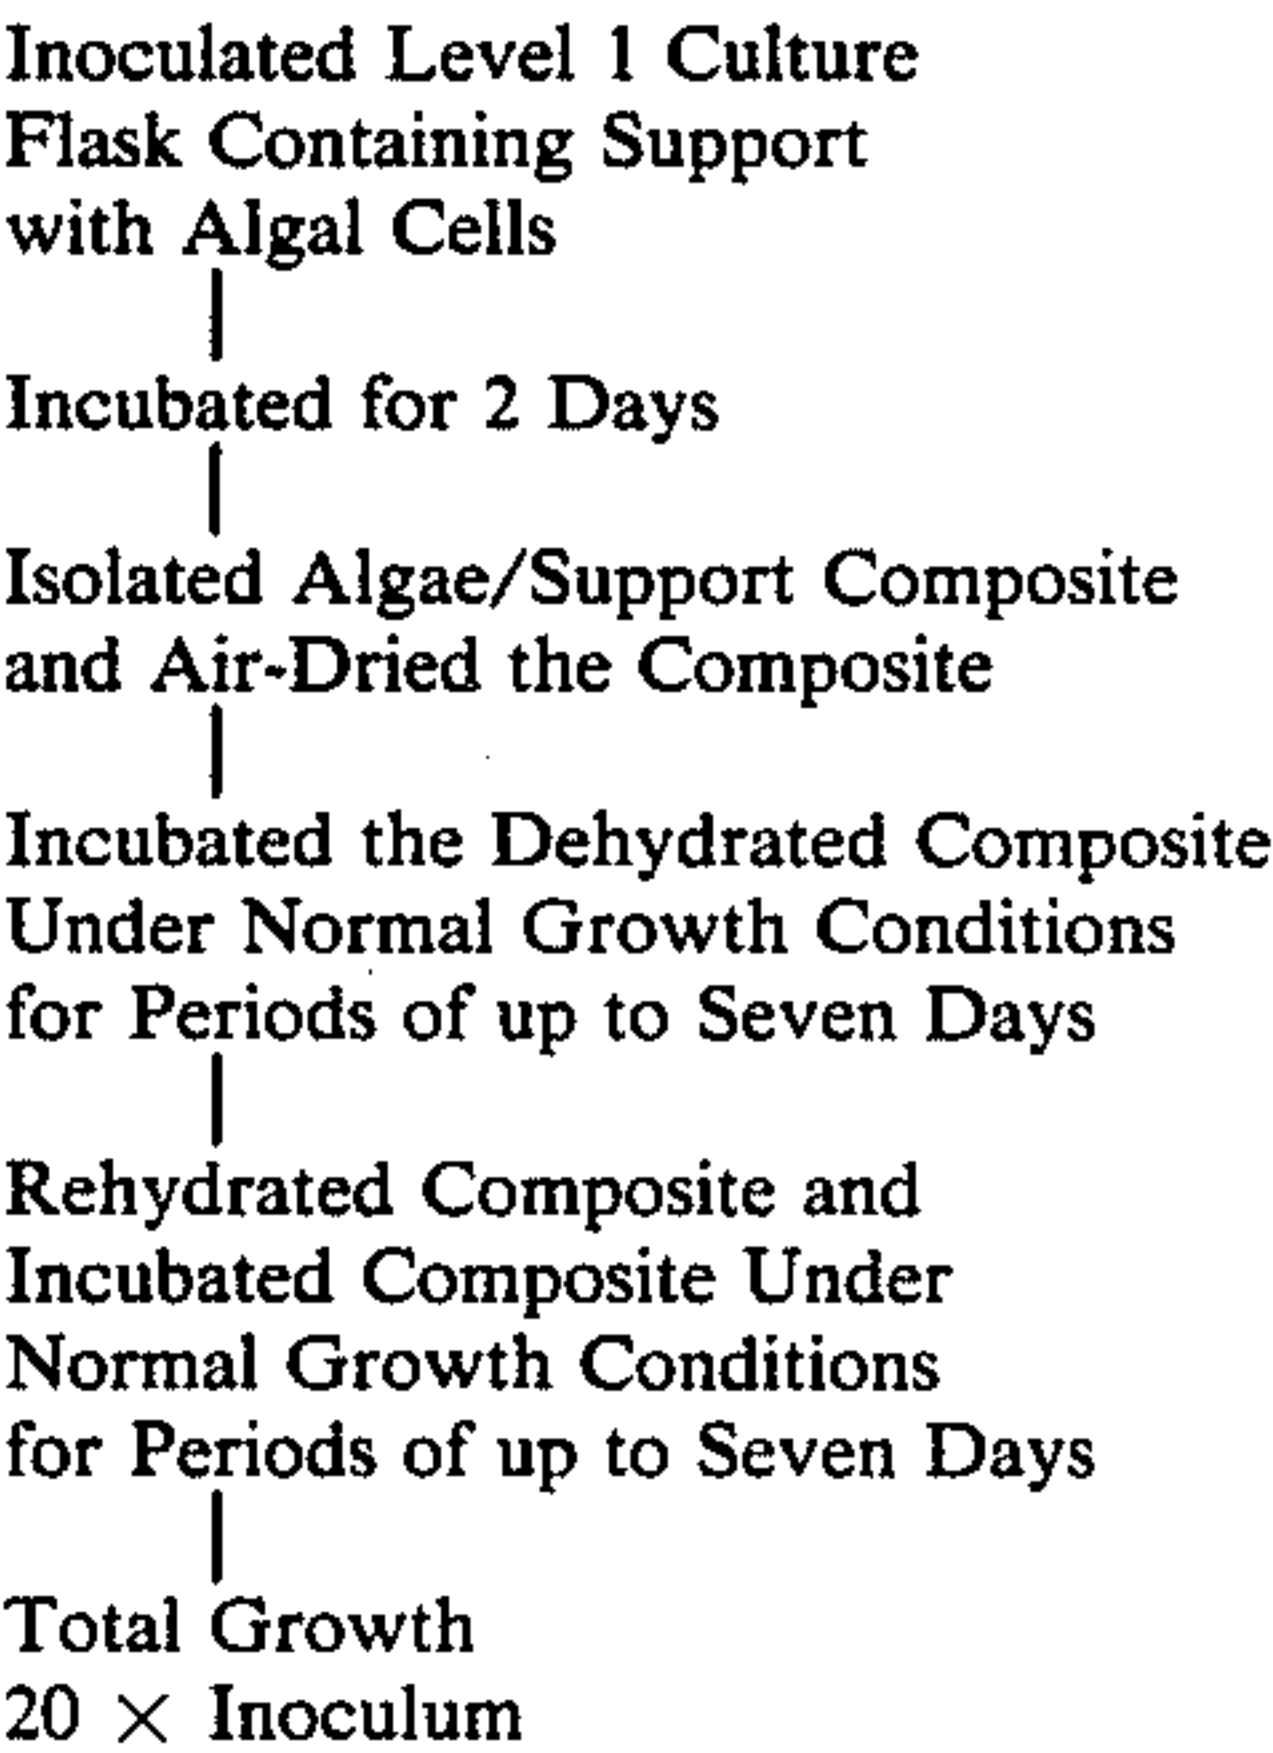 Inoculated Level 1 Culture
Flask Containing Support
with Algal Cells
Incubated for 2 Days
Isolated Algae/Support Composite
and Air-Dried the Composite
Incubated the Dehydrated Composite
Under Normal Growth Conditions
for Periods of up to Seven Days
Rehydrated Composite and
Incubated Composite Under
Normal Growth Conditions
for Periods of up to Seven Days
Total Growth
20 × Inoculum